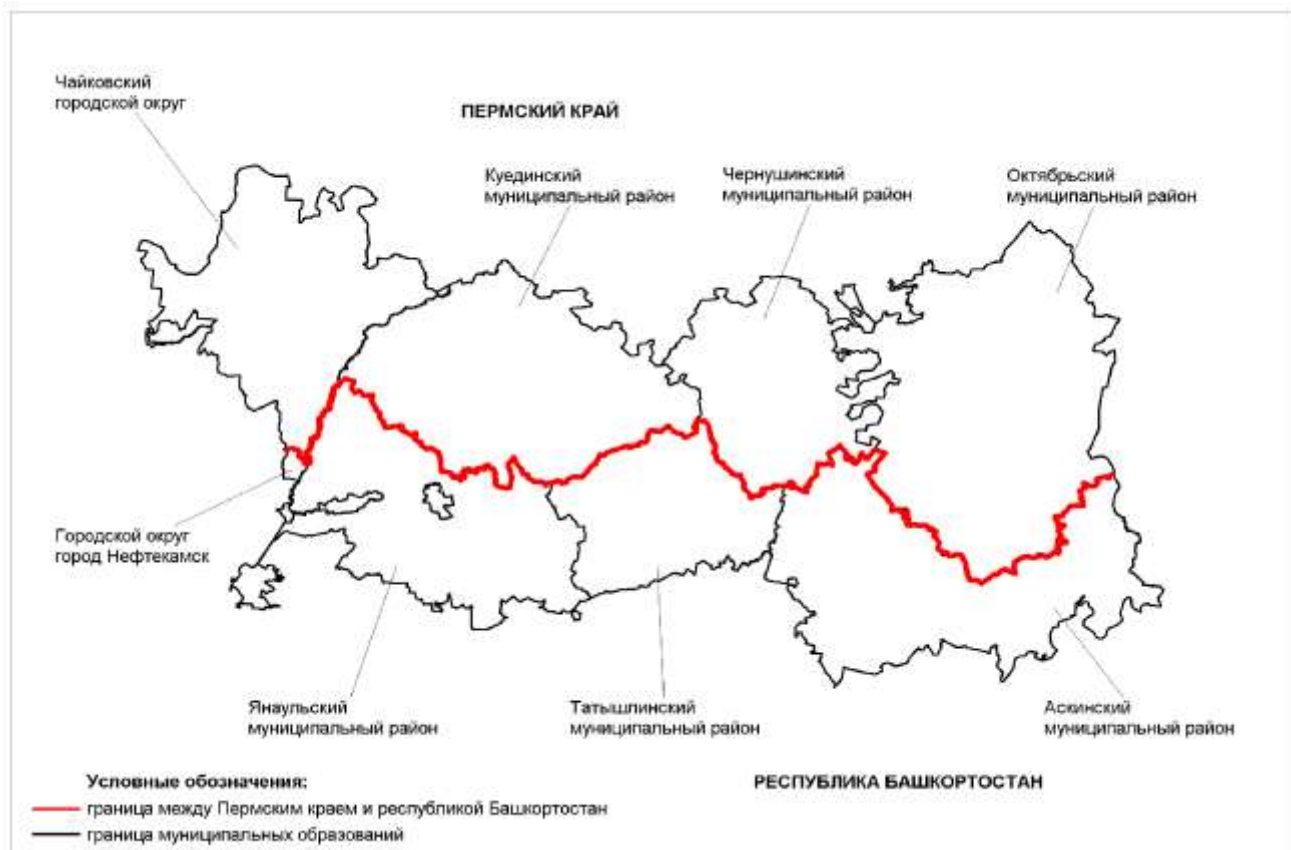 Чайковский
городской округ
ПЕРМСКИЙ КРАЙ
Куединский
муниципальный район
Чернушинский
муниципальный район
Октябрьский
муниципальный район
Городской округ
город Нефтекамск
Янаульский
муниципальный район
Татышлинский
муниципальный район
Аскинский
муниципальный район
РЕСПУБЛИКА БАШКОРТОСТАН
Условные обозначения:
граница между Пермским краем и республикой Башкортостан
граница муниципальных образований